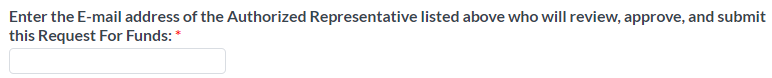 Enter the E-mail address of the Authorized Representative listed above who will review, approve, and submit
this Request For Funds: *